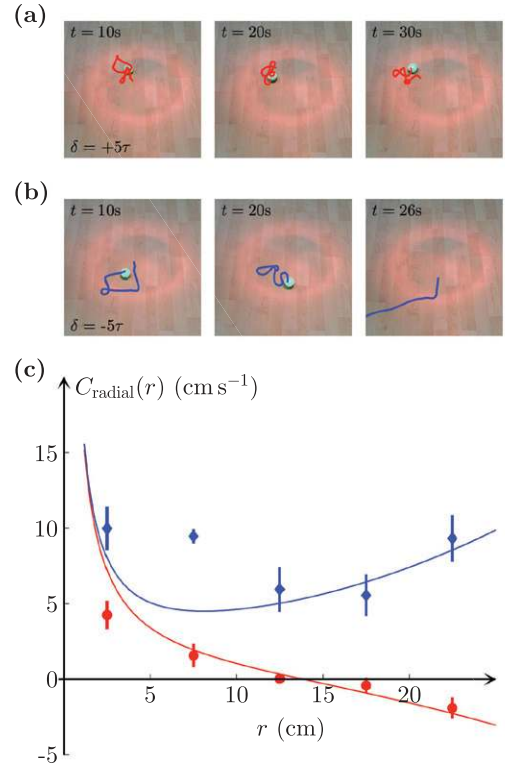 (a)
t = 10s
t = 20s
t = 30s
δ = +5τ
(b)
t = 10s
t = 20s
t = 26s
δ = -5τ
(c)
C_radial(r) (cm s⁻¹)
15
10
5
0
-5
5
10
15
20
r (cm)